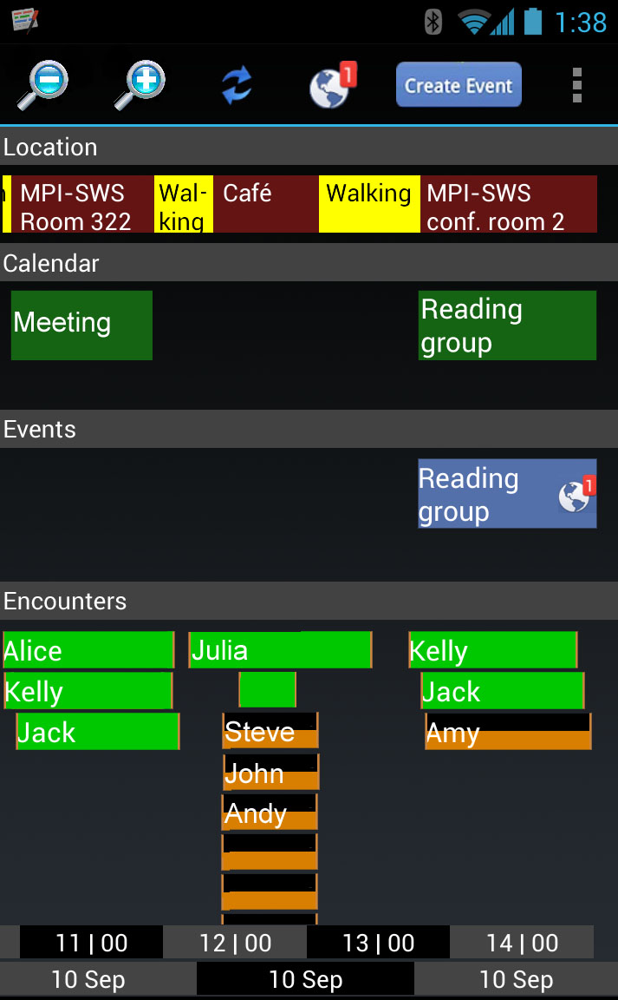 1:38
1
Create Event
Location
n
MPI-SWS
Room 322
Wal-
king
Café
Walking
MPI-SWS
conf. room 2
Calendar
Meeting
Reading
group
Events
Reading
group
1
Encounters
Alice
Julia
Kelly
Kelly
Jack
Jack
Steve
Amy
John
Andy
11 | 00
12 | 00
13 | 00
14 | 00
10 Sep
10 Sep
10 Sep